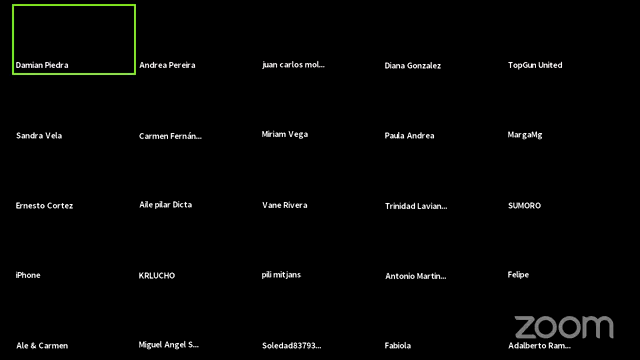 Damian Piedra
Andrea Pereira
juan carlos mol...
Diana Gonzalez
TopGun United
Sandra Vela
Carmen Fernán...
Miriam Vega
Paula Andrea
MargaMg
Ernesto Cortez
Aile pilar Dicta
Vane Rivera
Trinidad Lavian...
SUMORO
iPhone
KRLUCHO
pili mitjans
Antonio Martin...
Felipe
zoom
Ale & Carmen
Miguel Angel S...
Soledad83793...
Fabiola
Adalberto Ram...